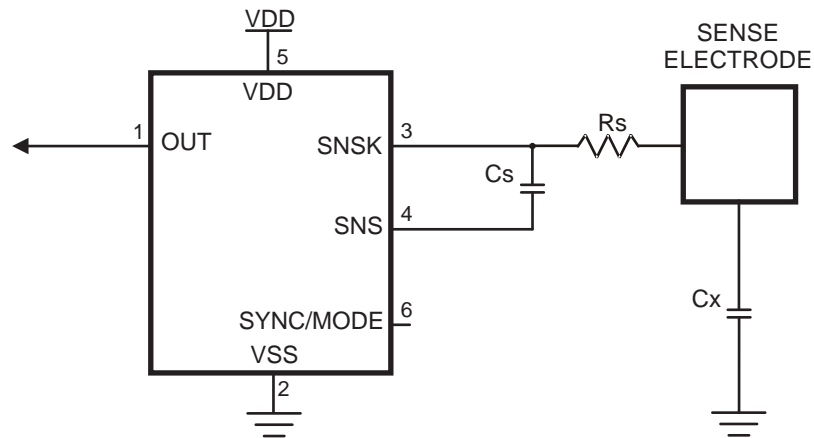 VDD
SENSE
ELECTRODE
5
VDD
1
OUT
SNSK
3
Rs
Cs
SNS
4
SYNC/MODE
6
Cx
VSS
2